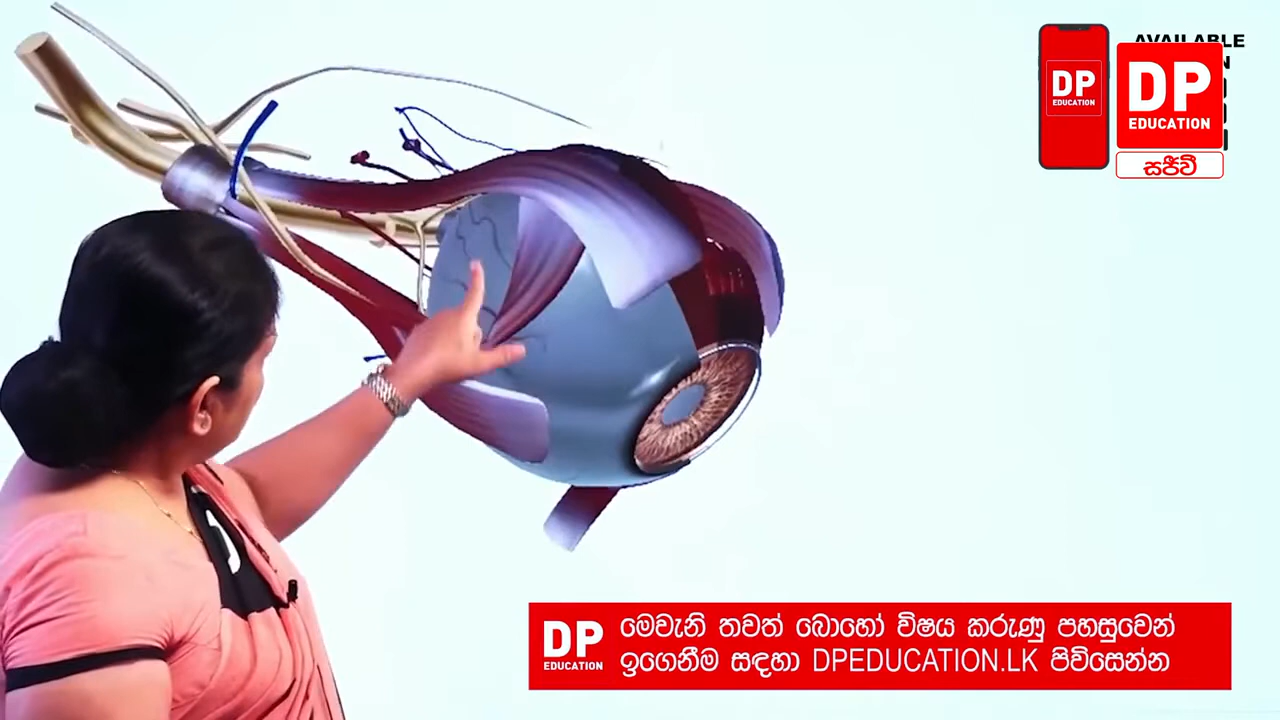 AVAILABLE
DP
EDUCATION
DP
EDUCATION
සජීවී
DP
EDUCATION
මෙවැනි තවත් බොහෝ විෂය කරුණු පහසුවෙන්
ඉගෙනීම සඳහා DPEDUCATION.LK පිවිසෙන්න